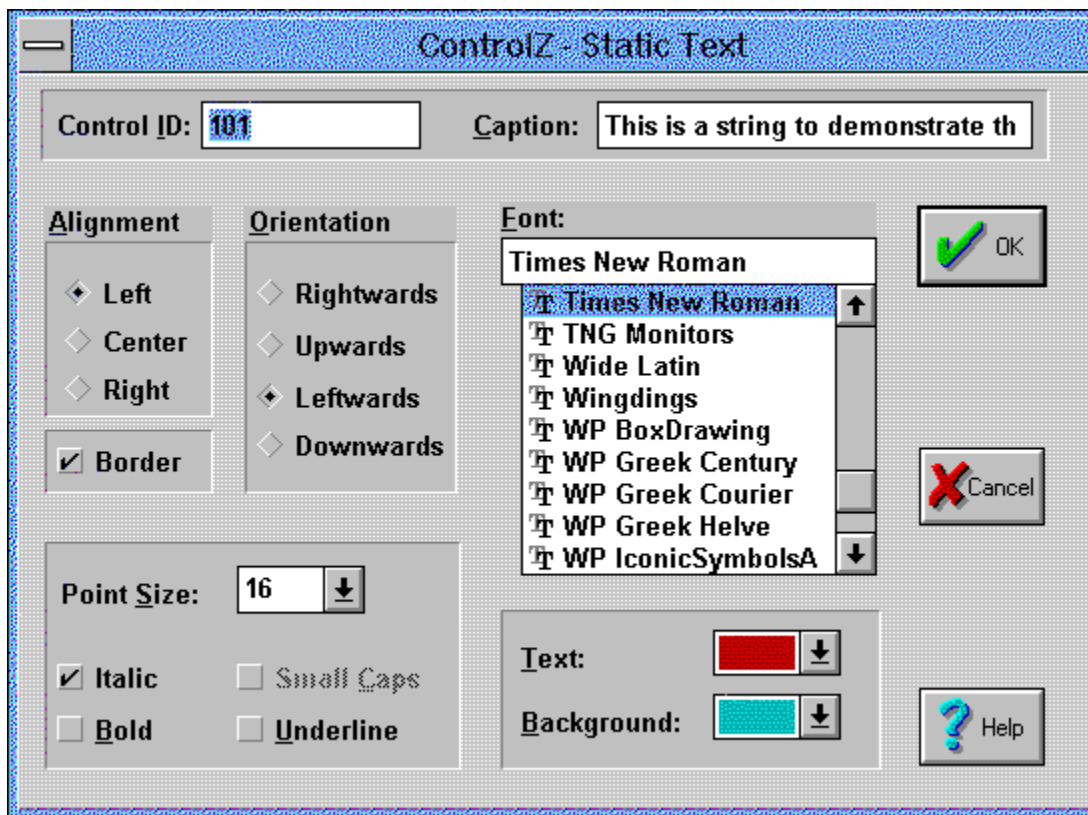 ControlZ - Static Text
Control ID: 101 Caption: This is a string to demonstrate th
Alignment
Left
Center
Right
Border
Orientation
Rightwards
Upwards
Leftwards
Downwards
Font:
Times New Roman
Times New Roman
TNG Monitors
Wide Latin
Wingdings
WP BoxDrawing
WP Greek Century
WP Greek Courier
WP Greek Helve
WP IconicSymbolsA
OK
Cancel
Help
Point Size: 16
Italic Small Caps
Bold Underline
Text:
Background: